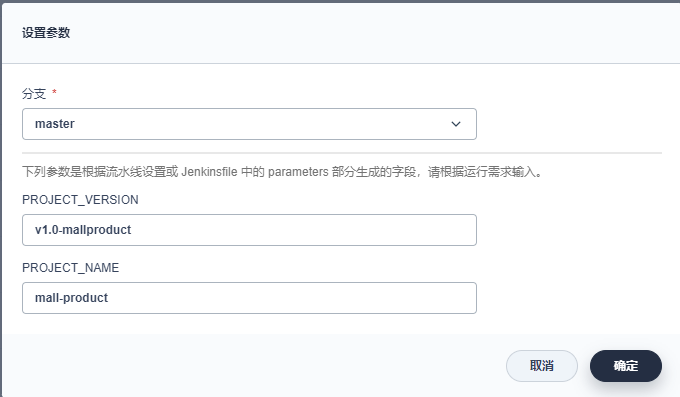 设置参数
分支 *
master
下列参数是根据流水线设置或 Jenkinsfile 中的 parameters 部分生成的字段，请根据运行需求输入。
PROJECT_VERSION
v1.0-mallproduct
PROJECT_NAME
mall-product
取消
确定